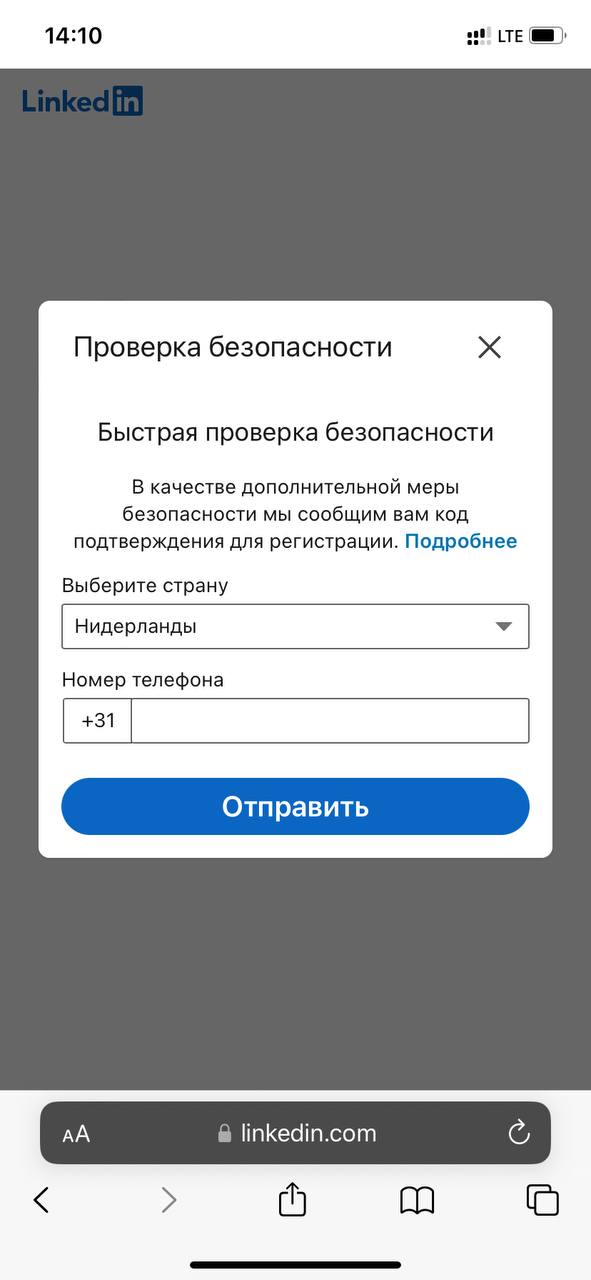 14:10
LTE
LinkedIn
Проверка безопасности
Быстрая проверка безопасности
В качестве дополнительной меры
безопасности мы сообщим вам код
подтверждения для регистрации. Подробнее
Выберите страну
Нидерланды
Номер телефона
+31
Отправить
AA
linkedin.com